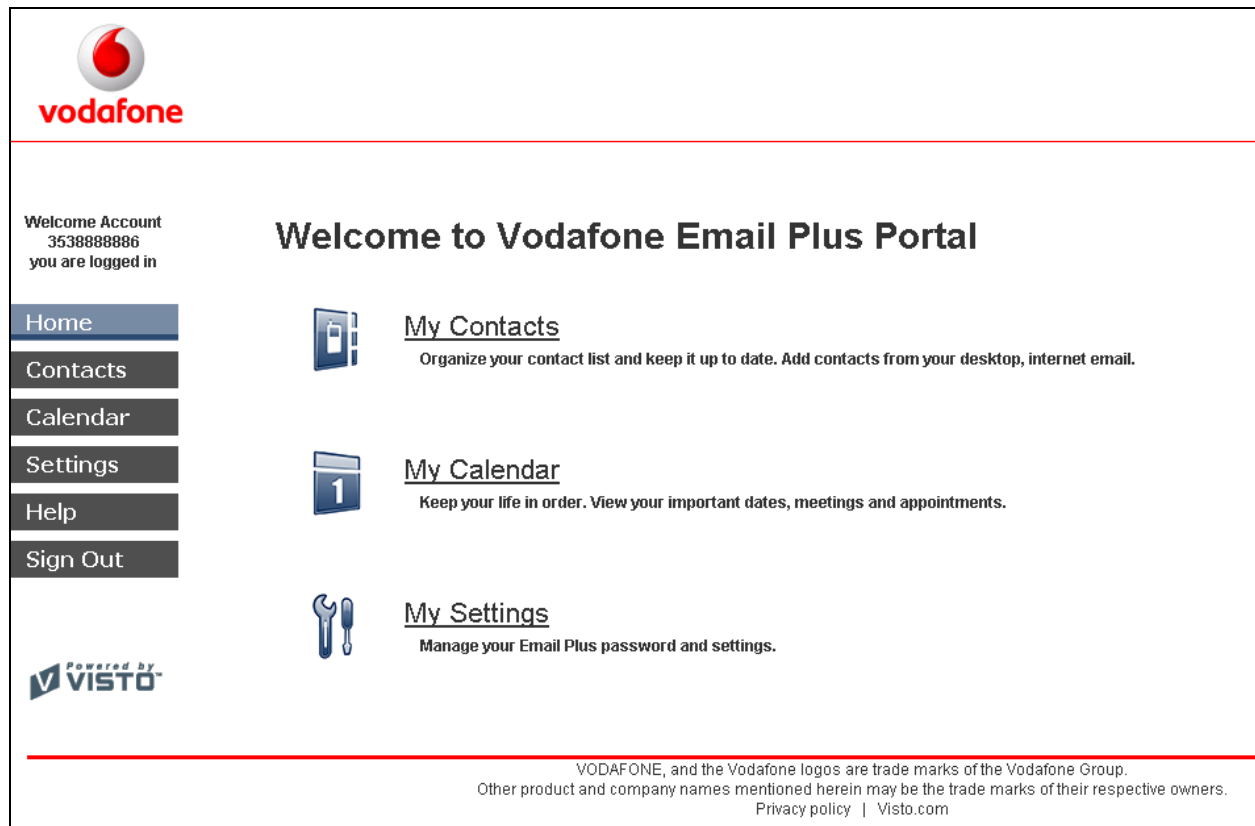 vodafone
Welcome Account
3538888886
you are logged in
Welcome to Vodafone Email Plus Portal
Home
Contacts
Calendar
Settings
Help
Sign Out
My Contacts
Organize your contact list and keep it up to date. Add contacts from your desktop, internet email.
1
My Calendar
Keep your life in order. View your important dates, meetings and appointments.
My Settings
Manage your Email Plus password and settings.
Powered by
VISTO
VODAFONE, and the Vodafone logos are trade marks of the Vodafone Group.
Other product and company names mentioned herein may be the trade marks of their respective owners.
Privacy policy | Visto.com